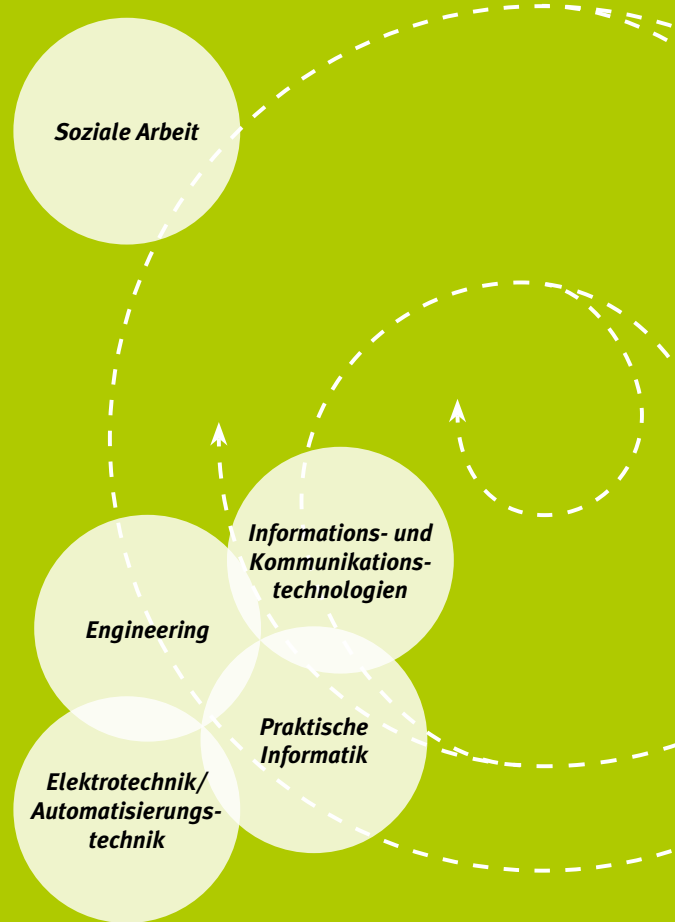 Soziale Arbeit
Informations- und
Kommunikations-
technologien
Engineering
Praktische
Informatik
Elektrotechnik/
Automatisierungs-
technik